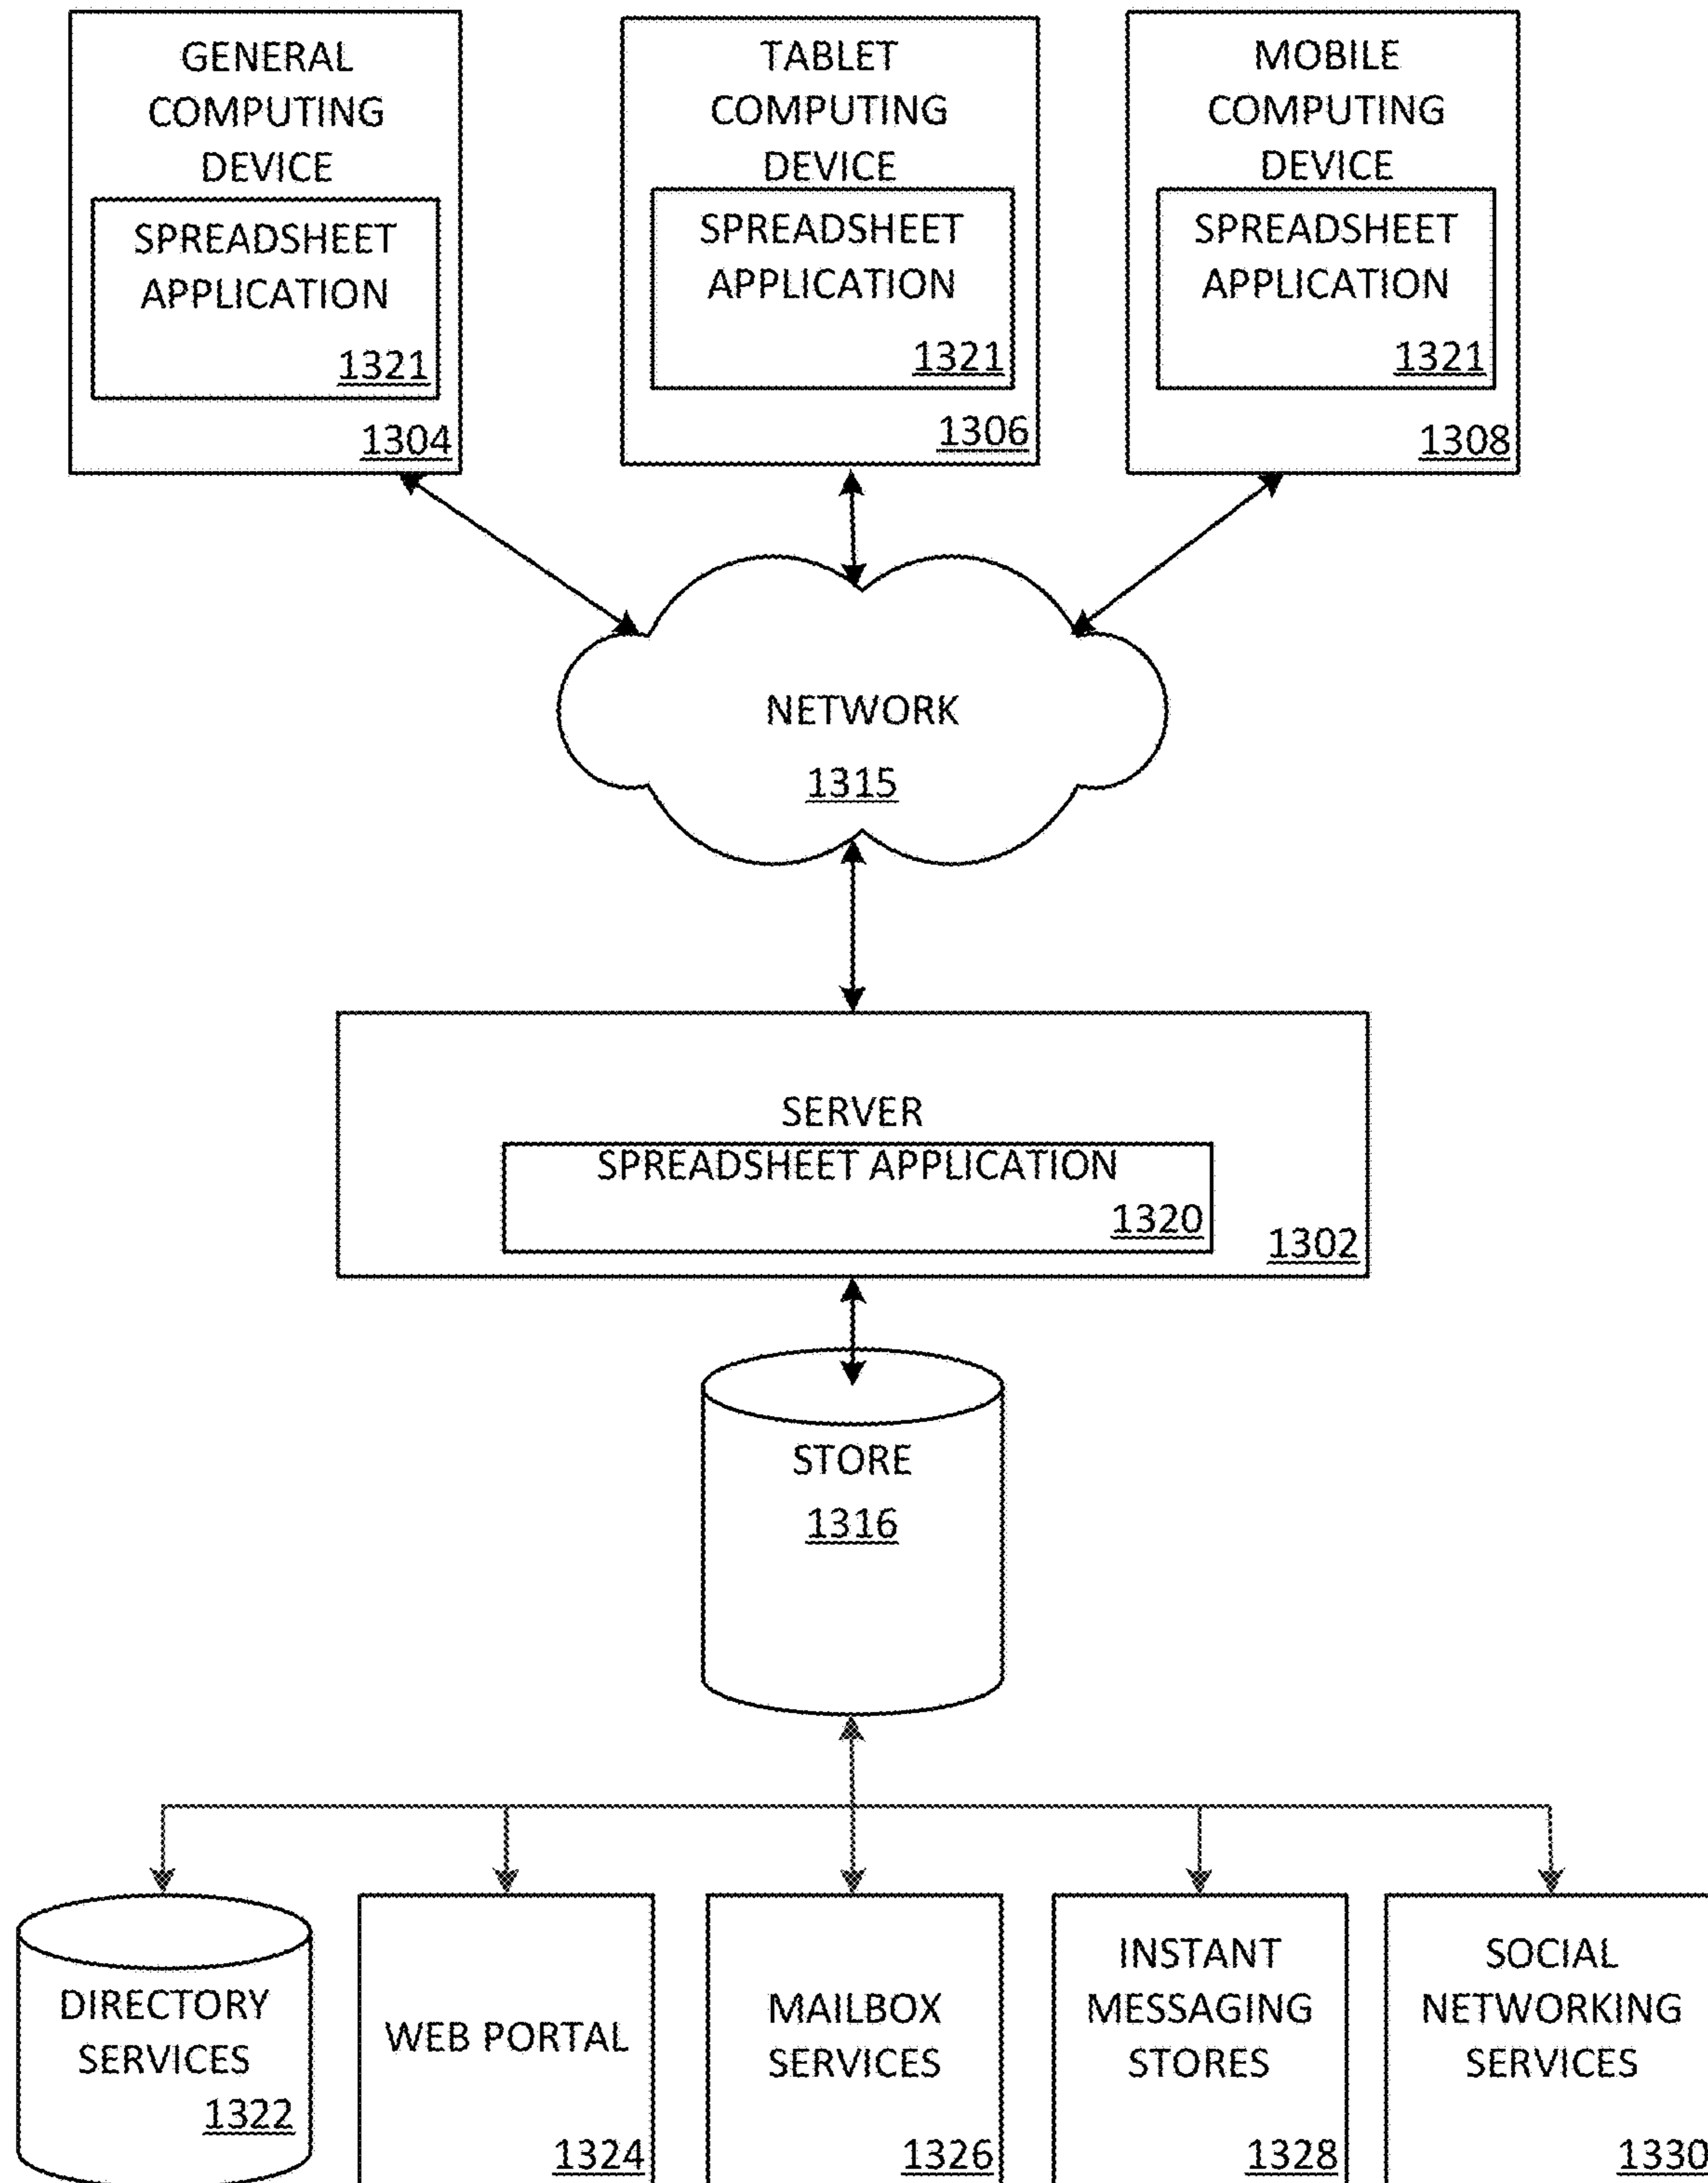 GENERAL
COMPUTING
DEVICE
SPREADSHEET
APPLICATION
1321
1304
TABLET
COMPUTING
DEVICE
SPREADSHEET
APPLICATION
1321
1306
MOBILE
COMPUTING
DEVICE
SPREADSHEET
APPLICATION
1321
1308
NETWORK
1315
SERVER
SPREADSHEET APPLICATION
1320
1302
STORE
1316
DIRECTORY
SERVICES
1322
WEB PORTAL
1324
MAILBOX
SERVICES
1326
INSTANT
MESSAGING
STORES
1328
SOCIAL
NETWORKING
SERVICES
1330